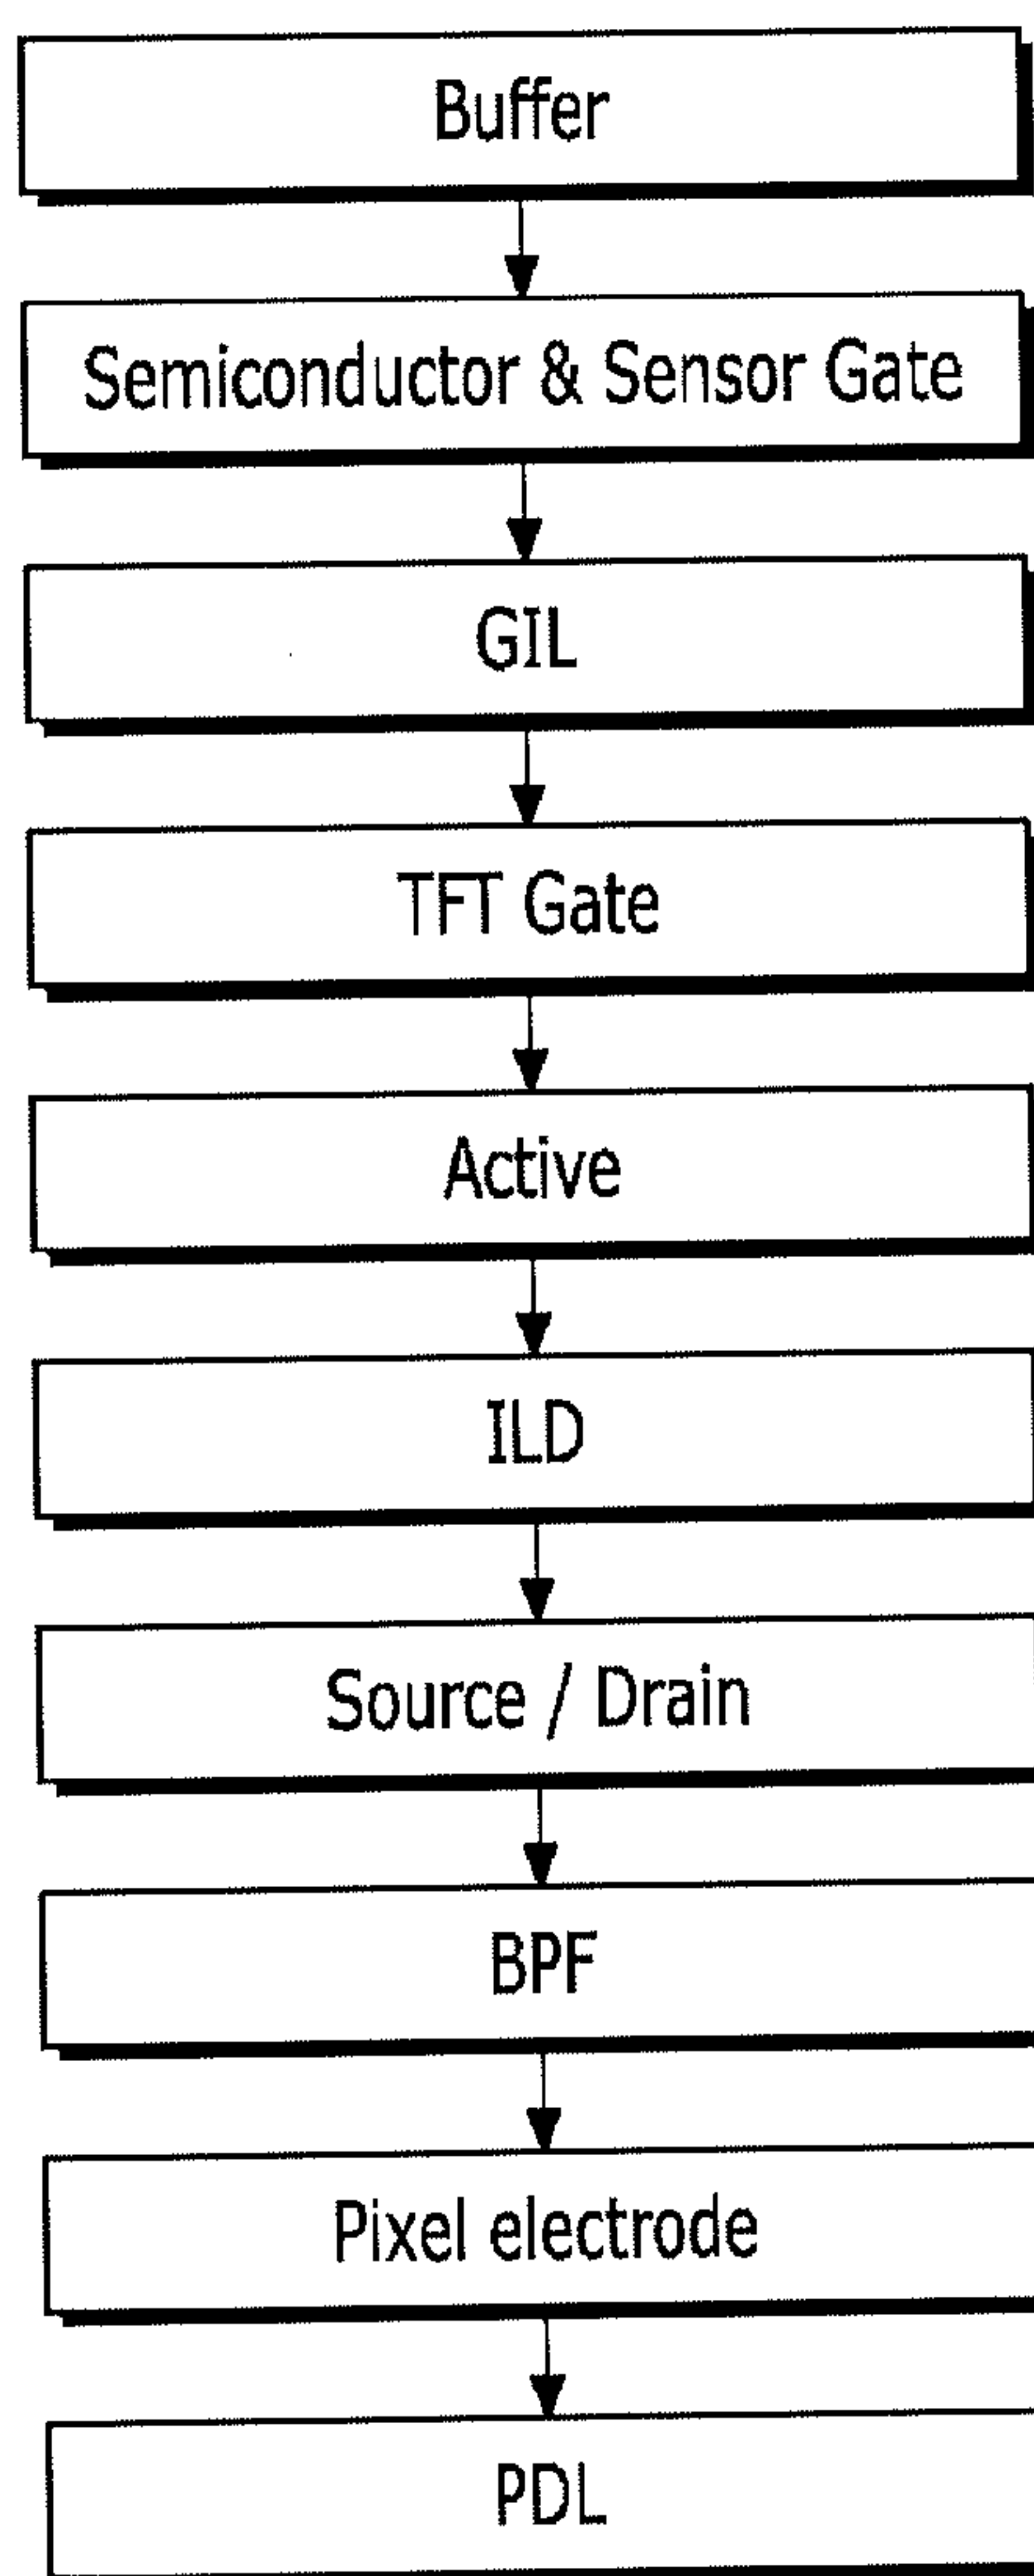 Buffer
Semiconductor & Sensor Gate
GIL
TFT Gate
Active
ILD
Source / Drain
BPF
Pixel electrode
PDL